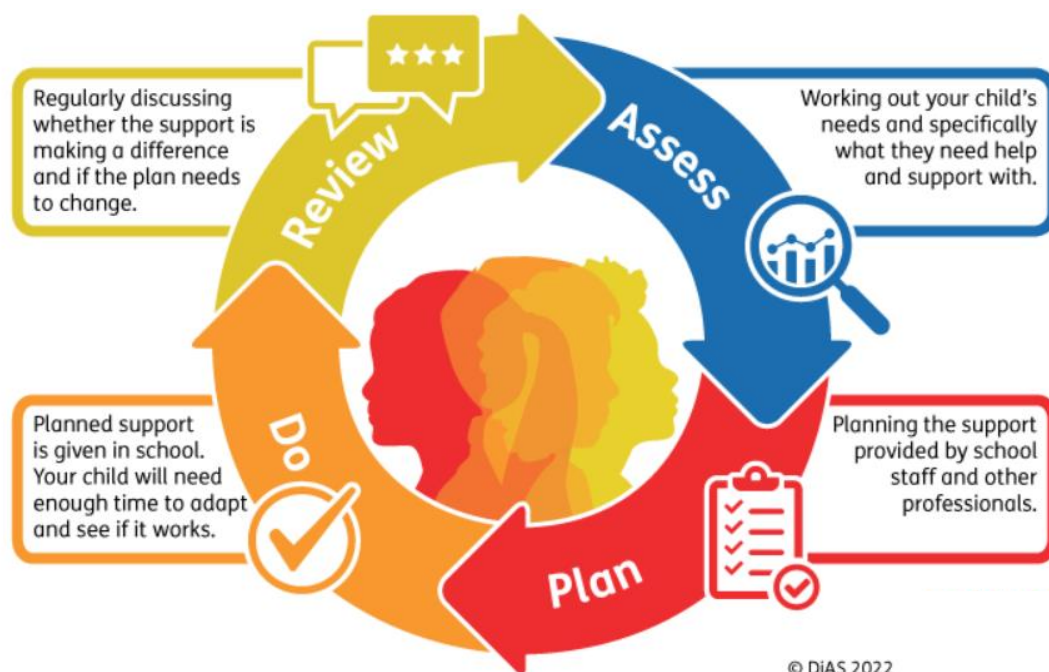 Regularly discussing
whether the support is
making a difference
and if the plan needs
to change.
Review
Assess
Working out your child's
needs and specifically
what they need help
and support with.
Planned support
is given in school.
Your child will need
enough time to adapt
and see if it works.
Do
Plan
Planning the support
provided by school
staff and other
professionals.
© DiAS 2022